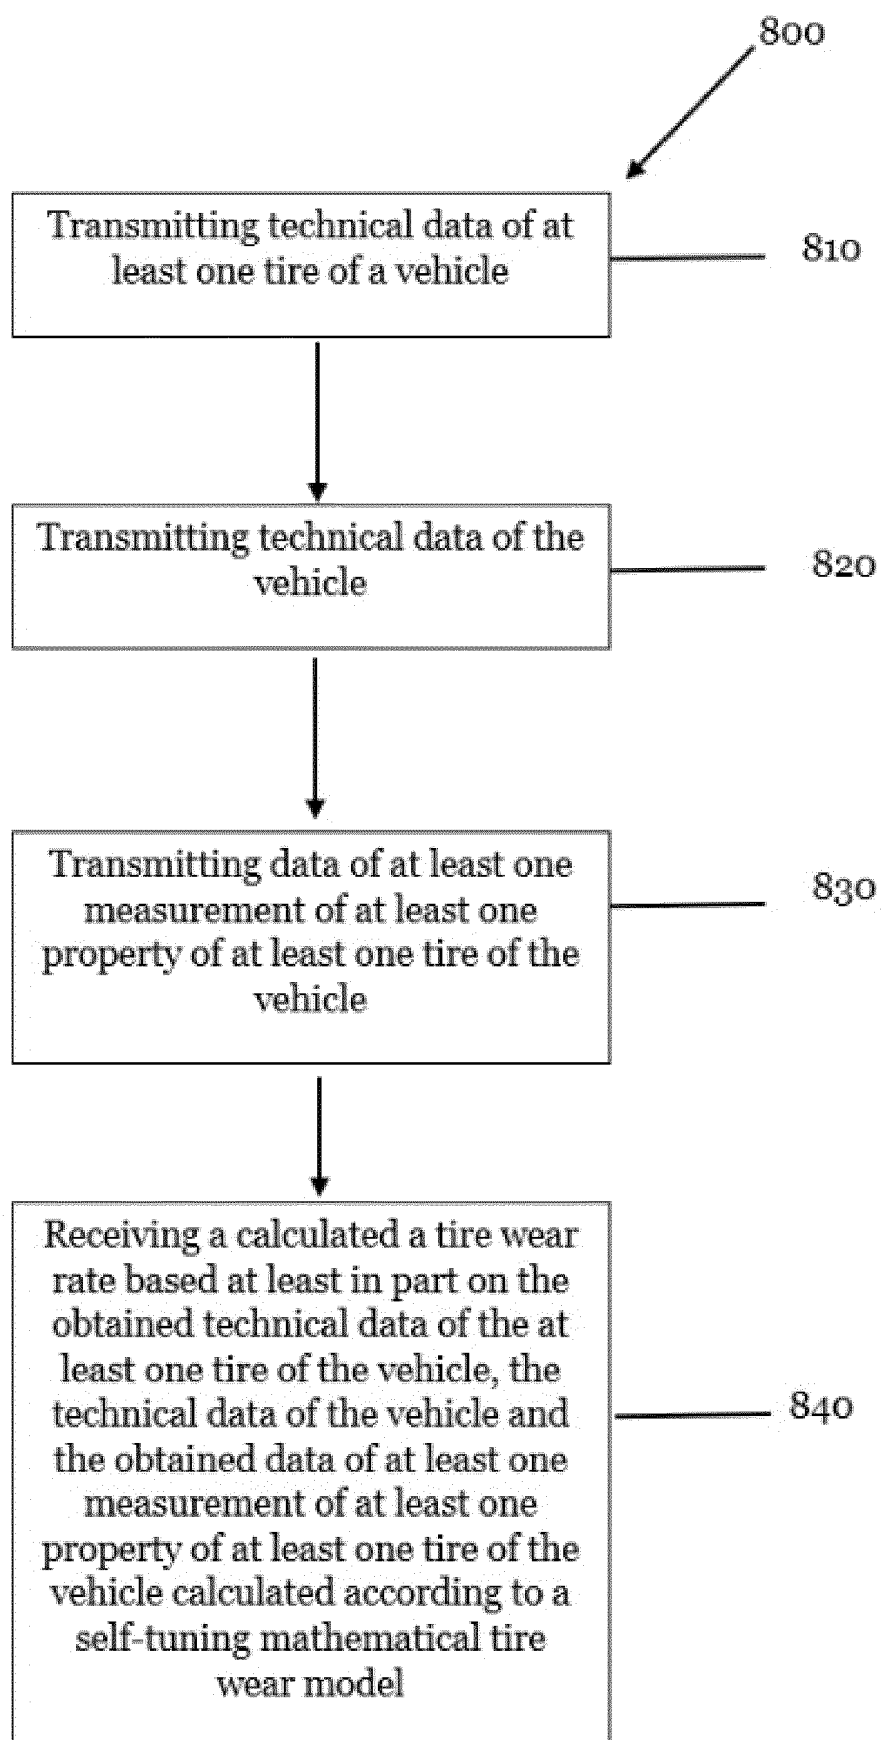 800
Transmitting technical data of at
least one tire of a vehicle
810
Transmitting technical data of the
vehicle
820
Transmitting data of at least one
measurement of at least one
property of at least one tire of the
vehicle
830
Receiving a calculated a tire wear
rate based at least in part on the
obtained technical data of the at
least one tire of the vehicle, the
technical data of the vehicle and
the obtained data of at least one
measurement of at least one
property of at least one tire of the
vehicle calculated according to a
self-tuning mathematical tire
wear model
840